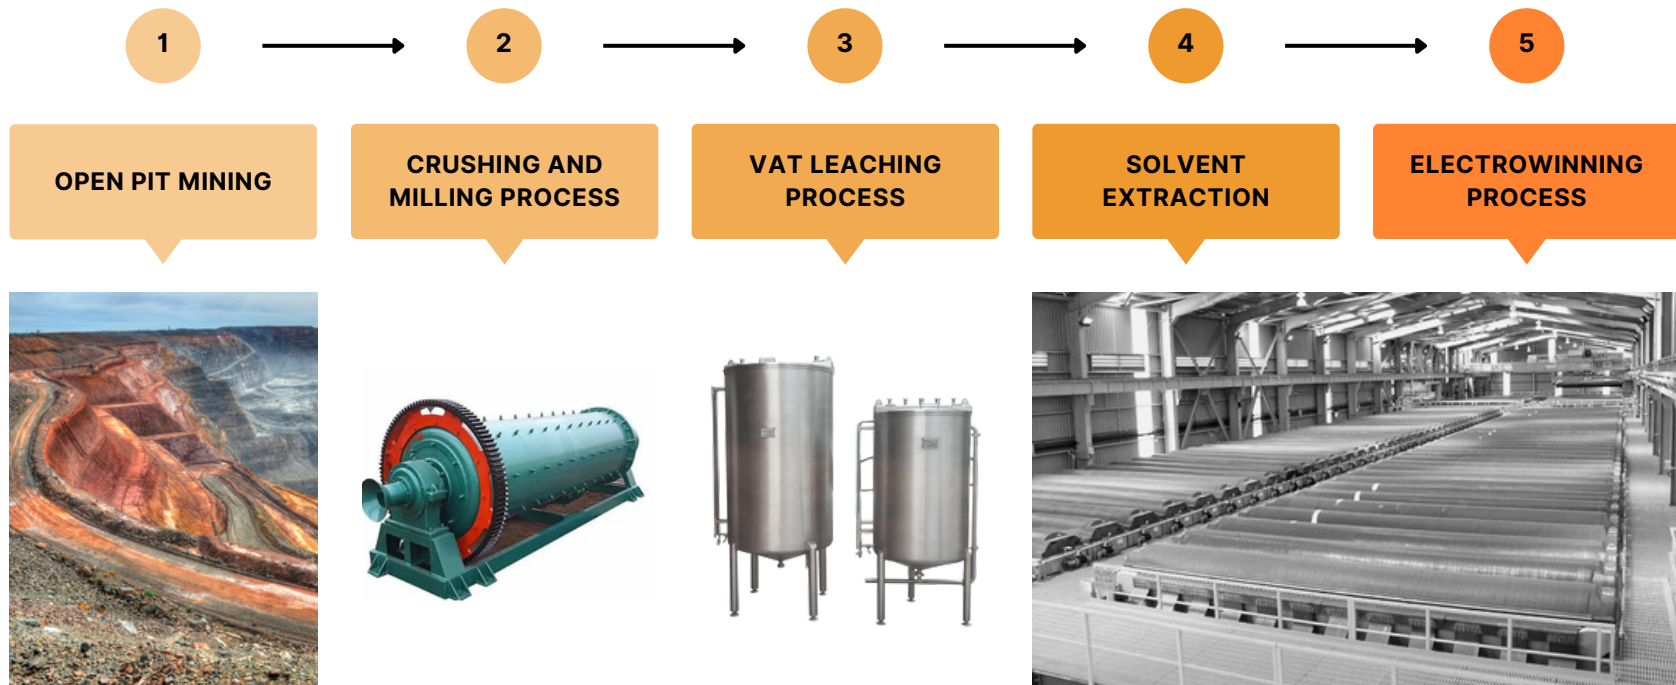 1
2
3
4
5
OPEN PIT MINING
CRUSHING AND
MILLING PROCESS
VAT LEACHING
PROCESS
SOLVENT
EXTRACTION
ELECTROWINNING
PROCESS